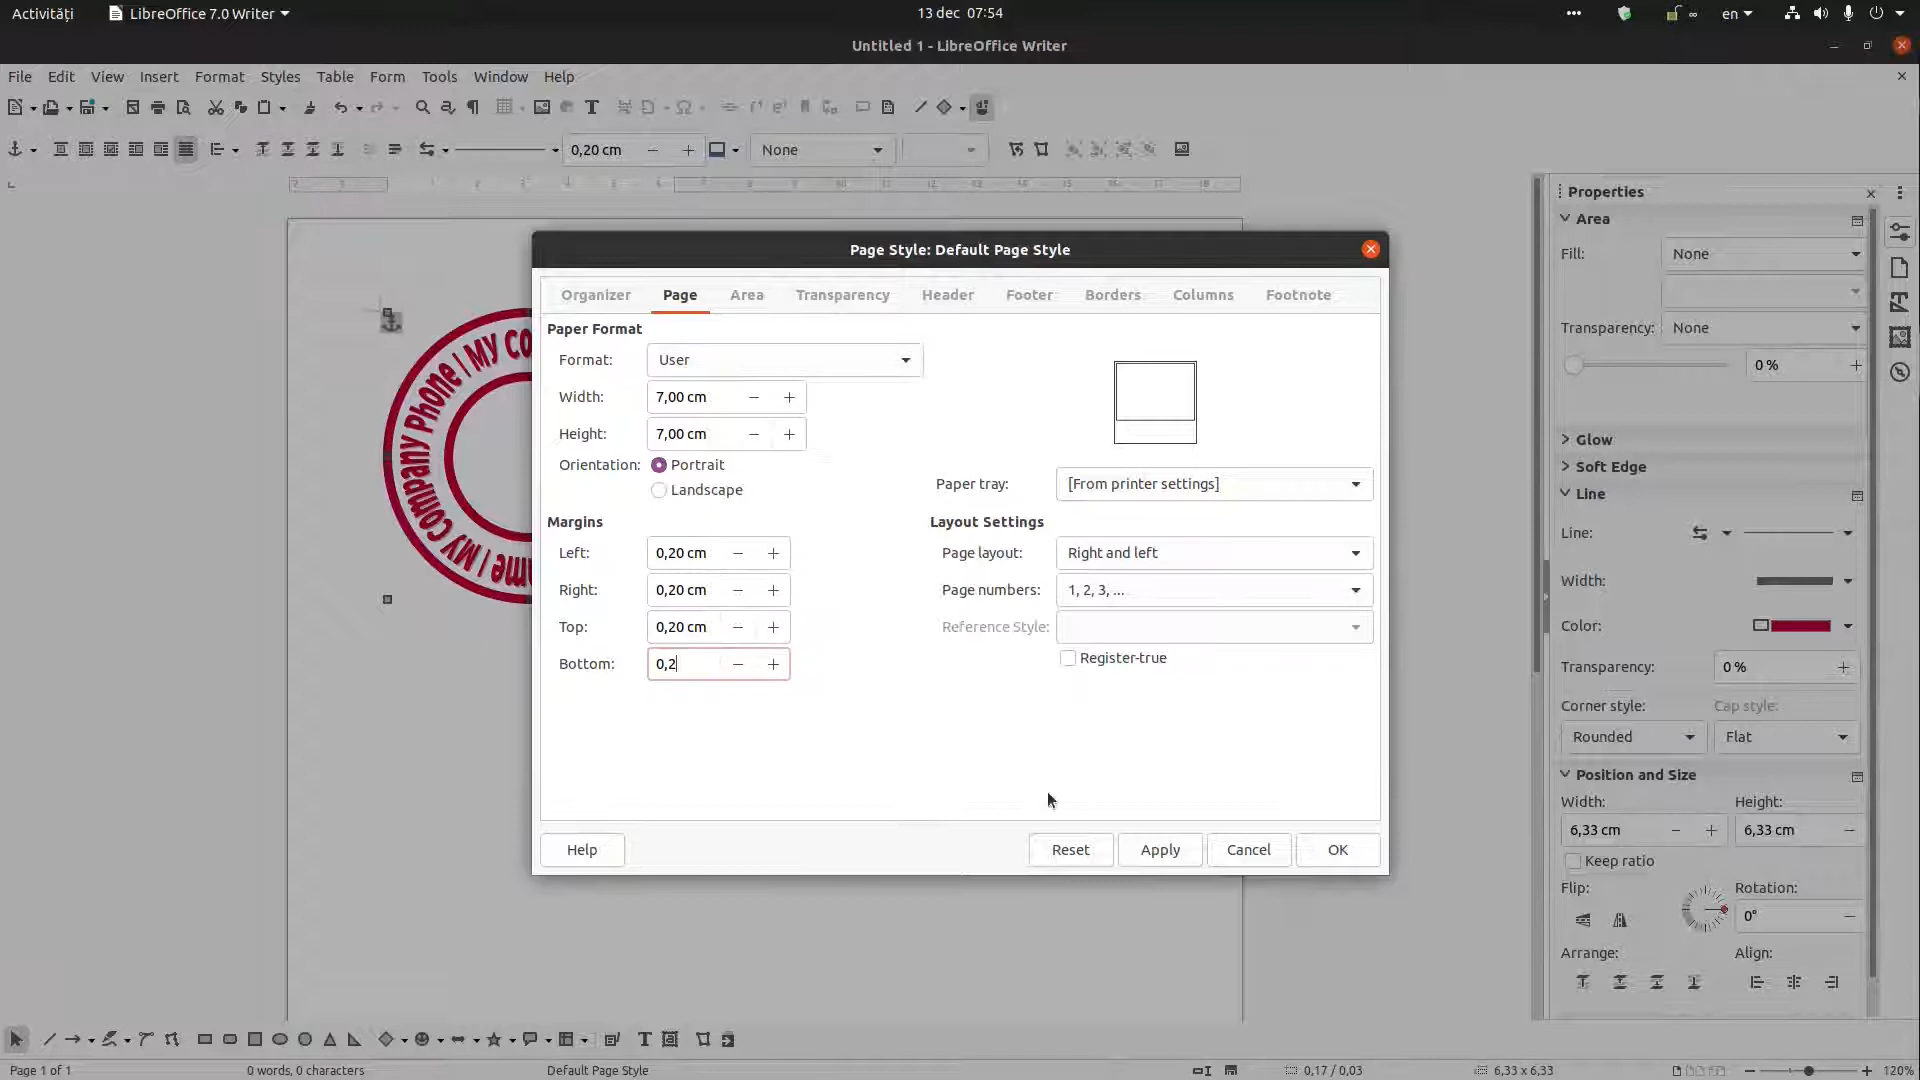 Activități
LibreOffice 7.0 Writer
13 dec 07:54
en
Untitled 1 - LibreOffice Writer
File Edit View Insert Format Styles Table Form Tools Window Help
0,20 cm
None
Properties
Area
Fill:
None
Transparency:
None
0 %
Glow
Soft Edge
Line
Line:
Width:
Color:
Transparency:
0 %
Corner style:
Cap style:
Rounded
Flat
Position and Size
Width:
Height:
6,33 cm
6,33 cm
Keep ratio
Flip:
Rotation:
0°
Arrange:
Align:
My Company Phone | My Co
ame |
Page Style: Default Page Style
Organizer Page Area Transparency Header Footer Borders Columns Footnote
Paper Format
Format:
User
Width:
7,00 cm
Height:
7,00 cm
Orientation:
Portrait
Landscape
Paper tray:
[From printer settings]
Margins
Layout Settings
Left:
0,20 cm
Page layout:
Right and left
Right:
0,20 cm
Page numbers:
1, 2, 3, ...
Top:
0,20 cm
Reference Style:
Bottom:
0,2
Register-true
Help
Reset
Apply
Cancel
OK
Page 1 of 1
0 words, 0 characters
Default Page Style
0,17 / 0,03
6,33 x 6,33
120%